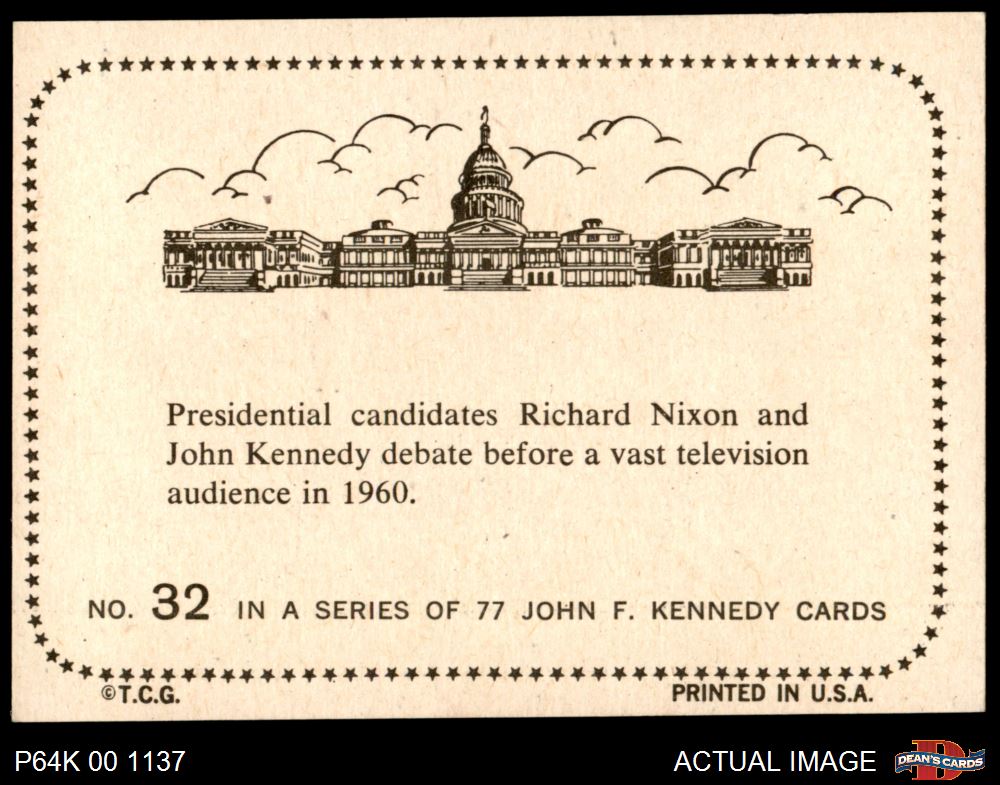 Presidential candidates Richard Nixon and
John Kennedy debate before a vast television
audience in 1960.
NO. 32 IN A SERIES OF 77 JOHN F. KENNEDY CARDS
©T.C.G.
PRINTED IN U.S.A.
P64K 00 1137
ACTUAL IMAGE
D
DEAN'S CARDS